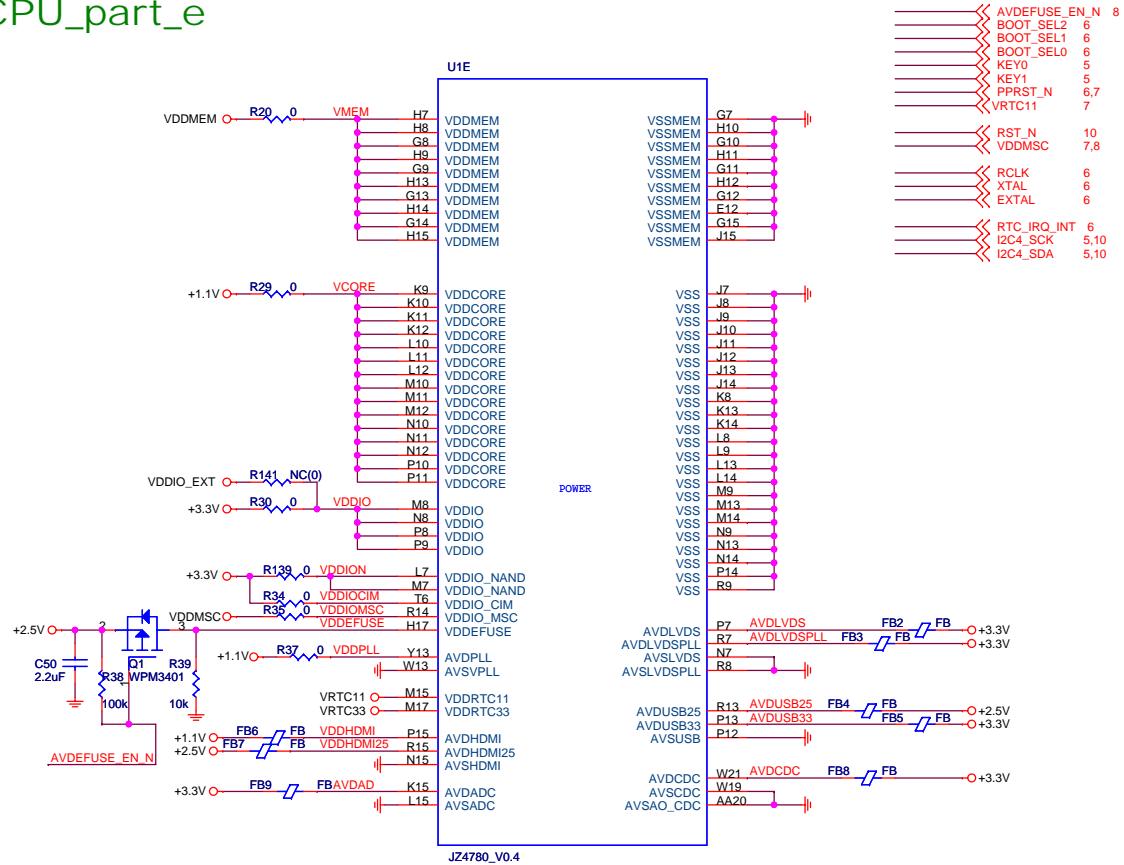 CPU_part_e
AVDEFUSE_EN_N 8
BOOT_SEL2 6
BOOT_SEL1 6
BOOT_SEL0 6
KEY0 5
KEY1 5
PPRST_N 6,7
VRTC11 7
RST_N 10
VDDMSC 7,8
RCLK 6
XTAL 6
EXTAL 6
RTC_IRQ_INT 6
I2C4_SCK 5,10
I2C4_SDA 5,10
U1E
VDDMEM R20 0 VMEM H7 VDDMEM VSSMEM G7
H8 VDDMEM VSSMEM H10
G8 VDDMEM VSSMEM G10
H9 VDDMEM VSSMEM H11
G9 VDDMEM VSSMEM G11
H13 VDDMEM VSSMEM H12
G13 VDDMEM VSSMEM G12
H14 VDDMEM VSSMEM E12
G14 VDDMEM VSSMEM G15
H15 VDDMEM VSSMEM J15
+1.1V R29 0 VCORE K9 VDDCORE VSS J7
K10 VDDCORE VSS J8
K11 VDDCORE VSS J9
K12 VDDCORE VSS J10
L10 VDDCORE VSS J11
L11 VDDCORE VSS J12
L12 VDDCORE VSS J13
M10 VDDCORE VSS J14
M11 VDDCORE VSS K8
M12 VDDCORE VSS K13
N10 VDDCORE VSS K14
N11 VDDCORE VSS L8
N12 VDDCORE VSS L9
P10 VDDCORE VSS L13
P11 VDDCORE VSS L14
VDDIO_EXT R141 NC(0)
POWER VSS M9
+3.3V R30 0 VDDIO M8 VDDIO VSS M13
N8 VDDIO VSS M14
P8 VDDIO VSS N9
P9 VDDIO VSS N13
VSS N14
+3.3V R139 0 VDDION L7 VDDIO_NAND VSS P14
M7 VDDIO_NAND VSS R9
R34 0 VDDIOCIM T6 VDDIO_CIM
VDDMSC R35 0 VDDIOMSC R14 VDDIO_MSC
+2.5V 2 3 VDDEFUSE H17 VDDEFUSE AVDLVDS P7 AVDLVDS FB2 FB +3.3V
AVDLVDSPLL R7 AVDLVDSPLL FB3 FB +3.3V
+1.1V R37 0 VDDPLL Y13 AVDPLL AVSLVDS N7
W13 AVSVPLL AVSLVDSPLL R8
C50 2.2uF
R38 100k
Q1 WPM3401
1
R39 10k
AVDEFUSE_EN_N
VRTC11 M15 VDDRTC11
VRTC33 M17 VDDRTC33 AVDUSB25 R13 AVDUSB25 FB4 FB +2.5V
AVDUSB33 P13 AVDUSB33 FB5 FB +3.3V
+1.1V FB6 FB VDDHDMI P15 AVDHDMI AVSUSB P12
+2.5V FB7 FB VDDHDMI25 R15 AVDHDMI25
N15 AVSHDMI
AVDCDC W21 AVDCDC FB8 FB +3.3V
+3.3V FB9 FB AVDAD K15 AVDADC AVSCDC W19
L15 AVSADC AVSAO_CDC AA20
JZ4780_V0.4